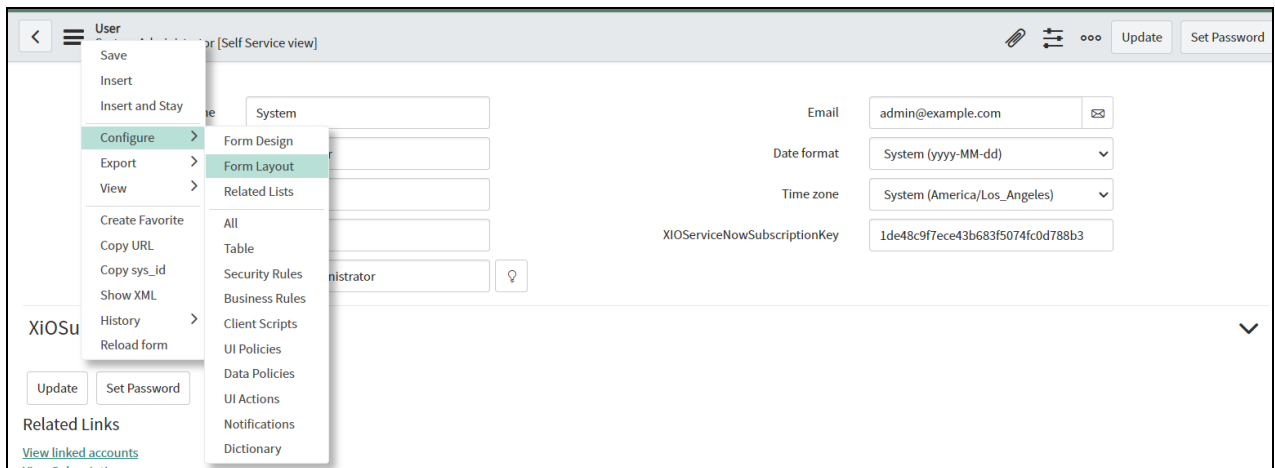 User
[Self Service view]
Update
Set Password
Save
Insert
Insert and Stay
Configure
Export
View
Create Favorite
Copy URL
Copy sys_id
Show XML
History
Reload form
Form Design
Form Layout
Related Lists
All
Table
Security Rules
Business Rules
Client Scripts
UI Policies
Data Policies
UI Actions
Notifications
Dictionary
System
Email
admin@example.com
Date format
System (yyyy-MM-dd)
Time zone
System (America/Los_Angeles)
XIOServiceNowSubscriptionKey
1de48c9f7ece43b683f5074fc0d788b3
XiOSu
Update
Set Password
Related Links
View linked accounts